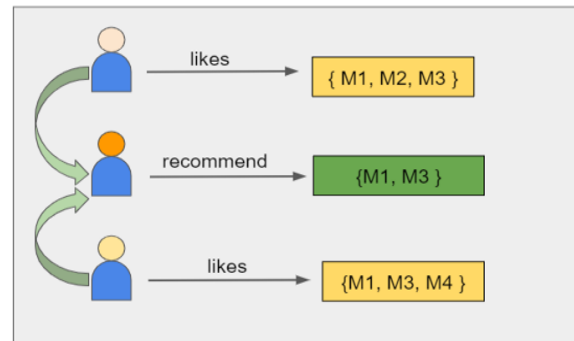 likes
{ M1, M2, M3 }
recommend
{M1, M3 }
likes
{M1, M3, M4 }